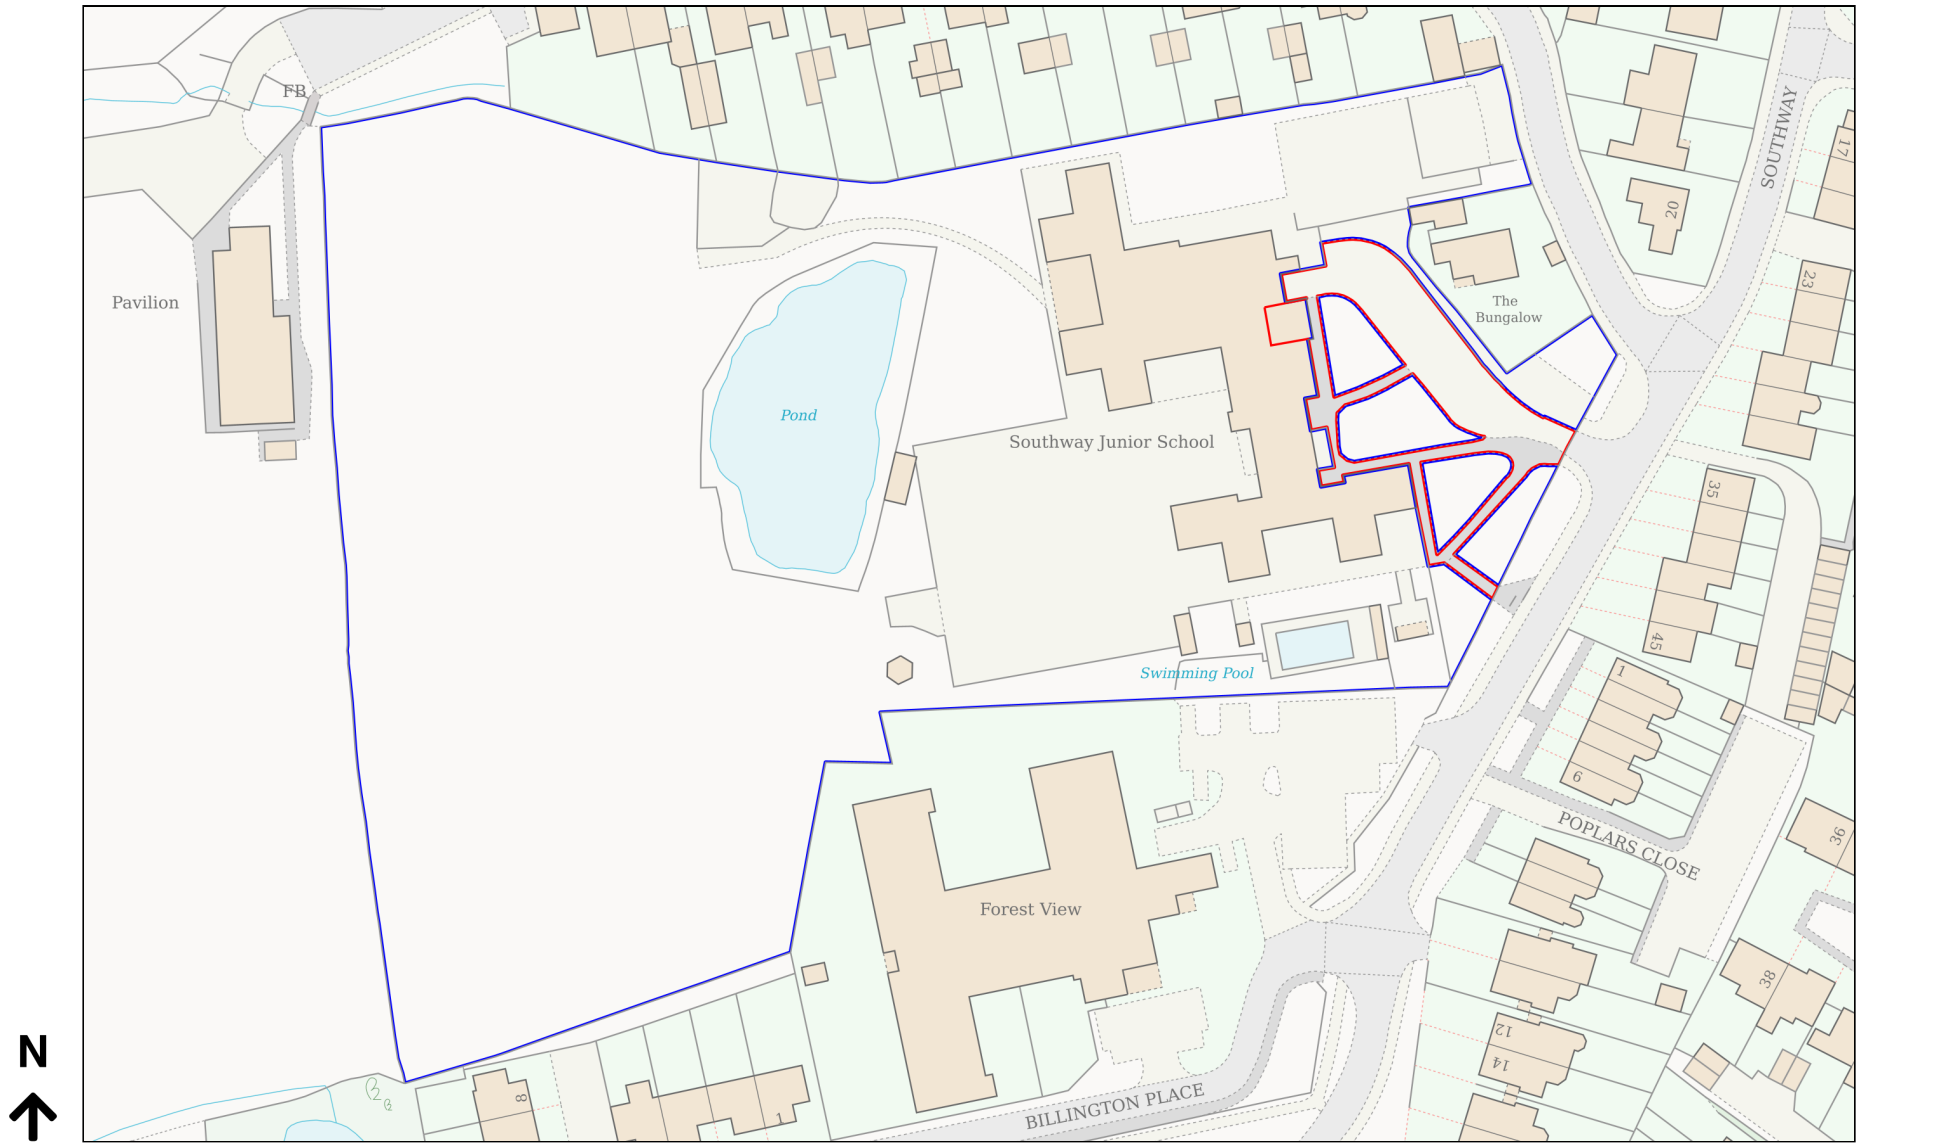 FB
SOUTHWAY
17
20
Pavilion
23
The
Bungalow
Pond
Southway Junior School
35
45
Swimming Pool
1
6
POPLARS CLOSE
36
Forest View
38
12
14
N
8
1
BILLINGTON PLACE